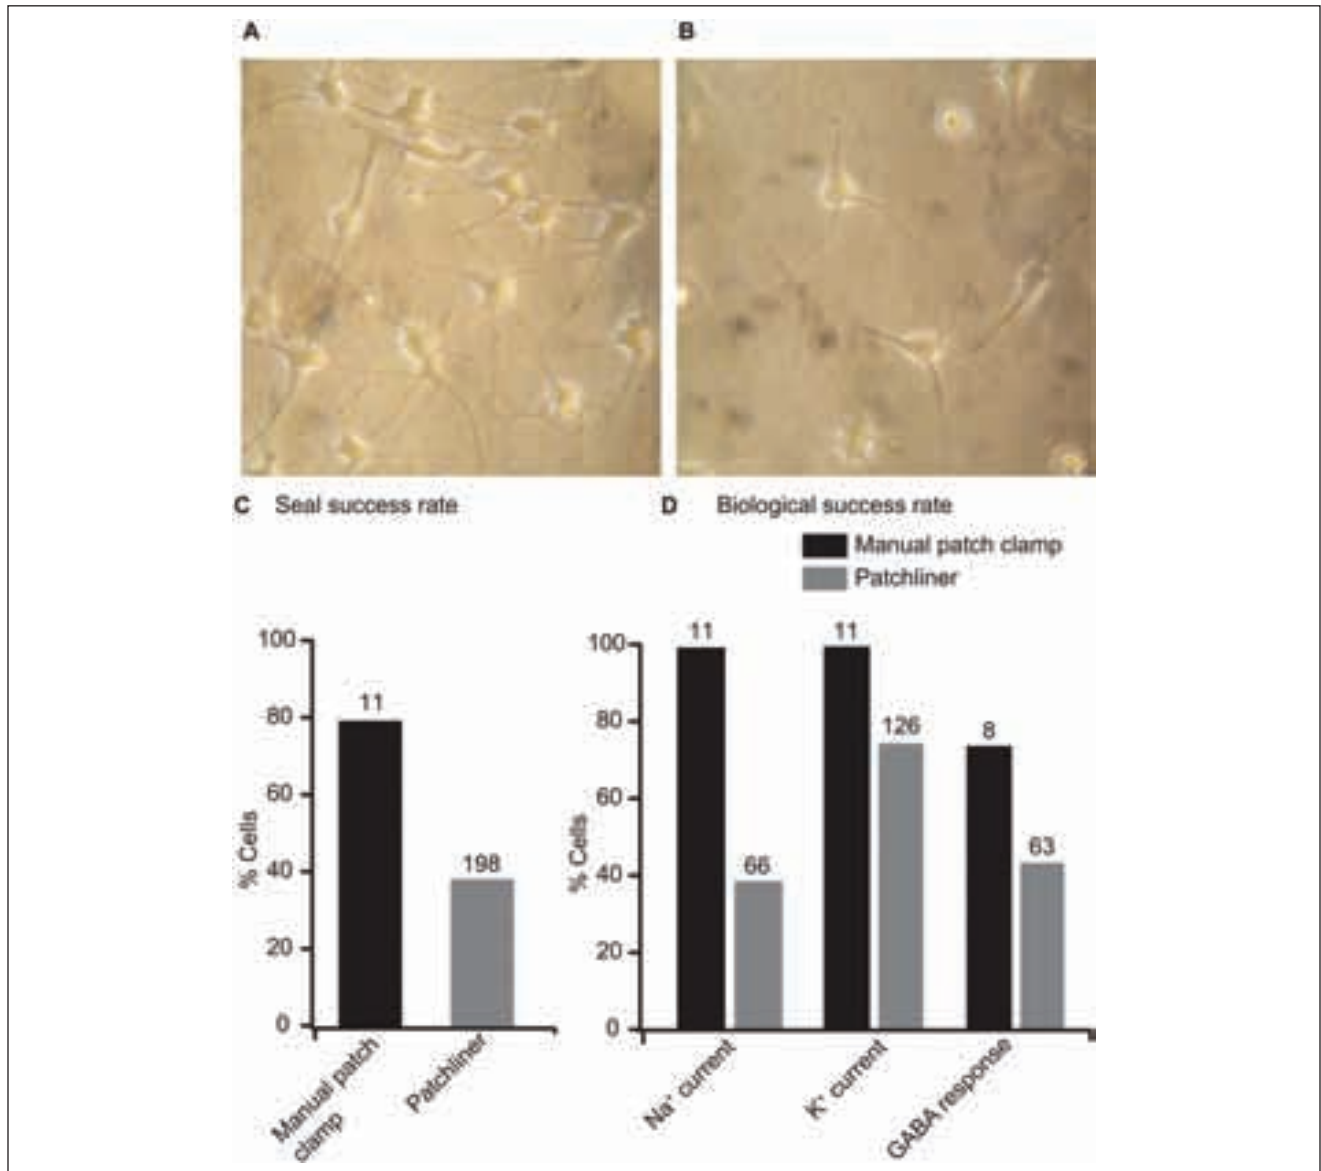 A
B
C Seal success rate
D Biological success rate
Manual patch clamp
Patchliner
100
80
60
40
20
0
% Cells
11
198
Manual patch
clamp
Patchliner
100
80
60
40
20
0
% Cells
11
66
11
126
8
63
Na⁺ current
K⁺ current
GABA response